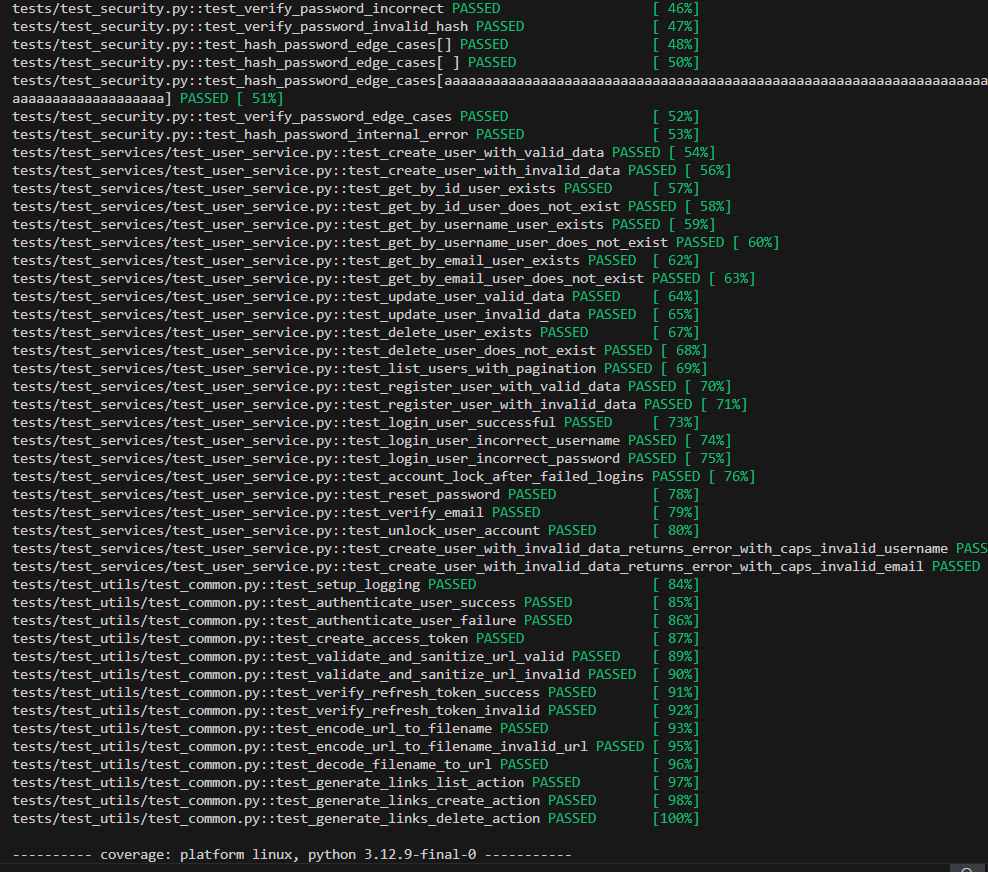 tests/test_security.py::test_verify_password_incorrect PASSED [ 46%]
tests/test_security.py::test_verify_password_invalid_hash PASSED [ 47%]
tests/test_security.py::test_hash_password_edge_cases[] PASSED [ 48%]
tests/test_security.py::test_hash_password_edge_cases[ ] PASSED [ 50%]
tests/test_security.py::test_hash_password_edge_cases[aaaaaaaaaaaaaaaaaaaaaaaaaaaaaaaaaaaaaaaaaaaaaaaaaaaaaaaaaaaaaaaaaaaa
aaaaaaaaaaaaaaaaaaa] PASSED [ 51%]
tests/test_security.py::test_verify_password_edge_cases PASSED [ 52%]
tests/test_security.py::test_hash_password_internal_error PASSED [ 53%]
tests/test_services/test_user_service.py::test_create_user_with_valid_data PASSED [ 54%]
tests/test_services/test_user_service.py::test_create_user_with_invalid_data PASSED [ 56%]
tests/test_services/test_user_service.py::test_get_by_id_user_exists PASSED [ 57%]
tests/test_services/test_user_service.py::test_get_by_id_user_does_not_exist PASSED [ 58%]
tests/test_services/test_user_service.py::test_get_by_username_user_exists PASSED [ 59%]
tests/test_services/test_user_service.py::test_get_by_username_user_does_not_exist PASSED [ 60%]
tests/test_services/test_user_service.py::test_get_by_email_user_exists PASSED [ 62%]
tests/test_services/test_user_service.py::test_get_by_email_user_does_not_exist PASSED [ 63%]
tests/test_services/test_user_service.py::test_update_user_valid_data PASSED [ 64%]
tests/test_services/test_user_service.py::test_update_user_invalid_data PASSED [ 65%]
tests/test_services/test_user_service.py::test_delete_user_exists PASSED [ 67%]
tests/test_services/test_user_service.py::test_delete_user_does_not_exist PASSED [ 68%]
tests/test_services/test_user_service.py::test_list_users_with_pagination PASSED [ 69%]
tests/test_services/test_user_service.py::test_register_user_with_valid_data PASSED [ 70%]
tests/test_services/test_user_service.py::test_register_user_with_invalid_data PASSED [ 71%]
tests/test_services/test_user_service.py::test_login_user_successful PASSED [ 73%]
tests/test_services/test_user_service.py::test_login_user_incorrect_username PASSED [ 74%]
tests/test_services/test_user_service.py::test_login_user_incorrect_password PASSED [ 75%]
tests/test_services/test_user_service.py::test_account_lock_after_failed_logins PASSED [ 76%]
tests/test_services/test_user_service.py::test_reset_password PASSED [ 78%]
tests/test_services/test_user_service.py::test_verify_email PASSED [ 79%]
tests/test_services/test_user_service.py::test_unlock_user_account PASSED [ 80%]
tests/test_services/test_user_service.py::test_create_user_with_invalid_data_returns_error_with_caps_invalid_username PASS
tests/test_services/test_user_service.py::test_create_user_with_invalid_data_returns_error_with_caps_invalid_email PASSED
tests/test_utils/test_common.py::test_setup_logging PASSED [ 84%]
tests/test_utils/test_common.py::test_authenticate_user_success PASSED [ 85%]
tests/test_utils/test_common.py::test_authenticate_user_failure PASSED [ 86%]
tests/test_utils/test_common.py::test_create_access_token PASSED [ 87%]
tests/test_utils/test_common.py::test_validate_and_sanitize_url_valid PASSED [ 89%]
tests/test_utils/test_common.py::test_validate_and_sanitize_url_invalid PASSED [ 90%]
tests/test_utils/test_common.py::test_verify_refresh_token_success PASSED [ 91%]
tests/test_utils/test_common.py::test_verify_refresh_token_invalid PASSED [ 92%]
tests/test_utils/test_common.py::test_encode_url_to_filename PASSED [ 93%]
tests/test_utils/test_common.py::test_encode_url_to_filename_invalid_url PASSED [ 95%]
tests/test_utils/test_common.py::test_decode_filename_to_url PASSED [ 96%]
tests/test_utils/test_common.py::test_generate_links_list_action PASSED [ 97%]
tests/test_utils/test_common.py::test_generate_links_create_action PASSED [ 98%]
tests/test_utils/test_common.py::test_generate_links_delete_action PASSED [100%]
---------- coverage: platform linux, python 3.12.9-final-0 -----------